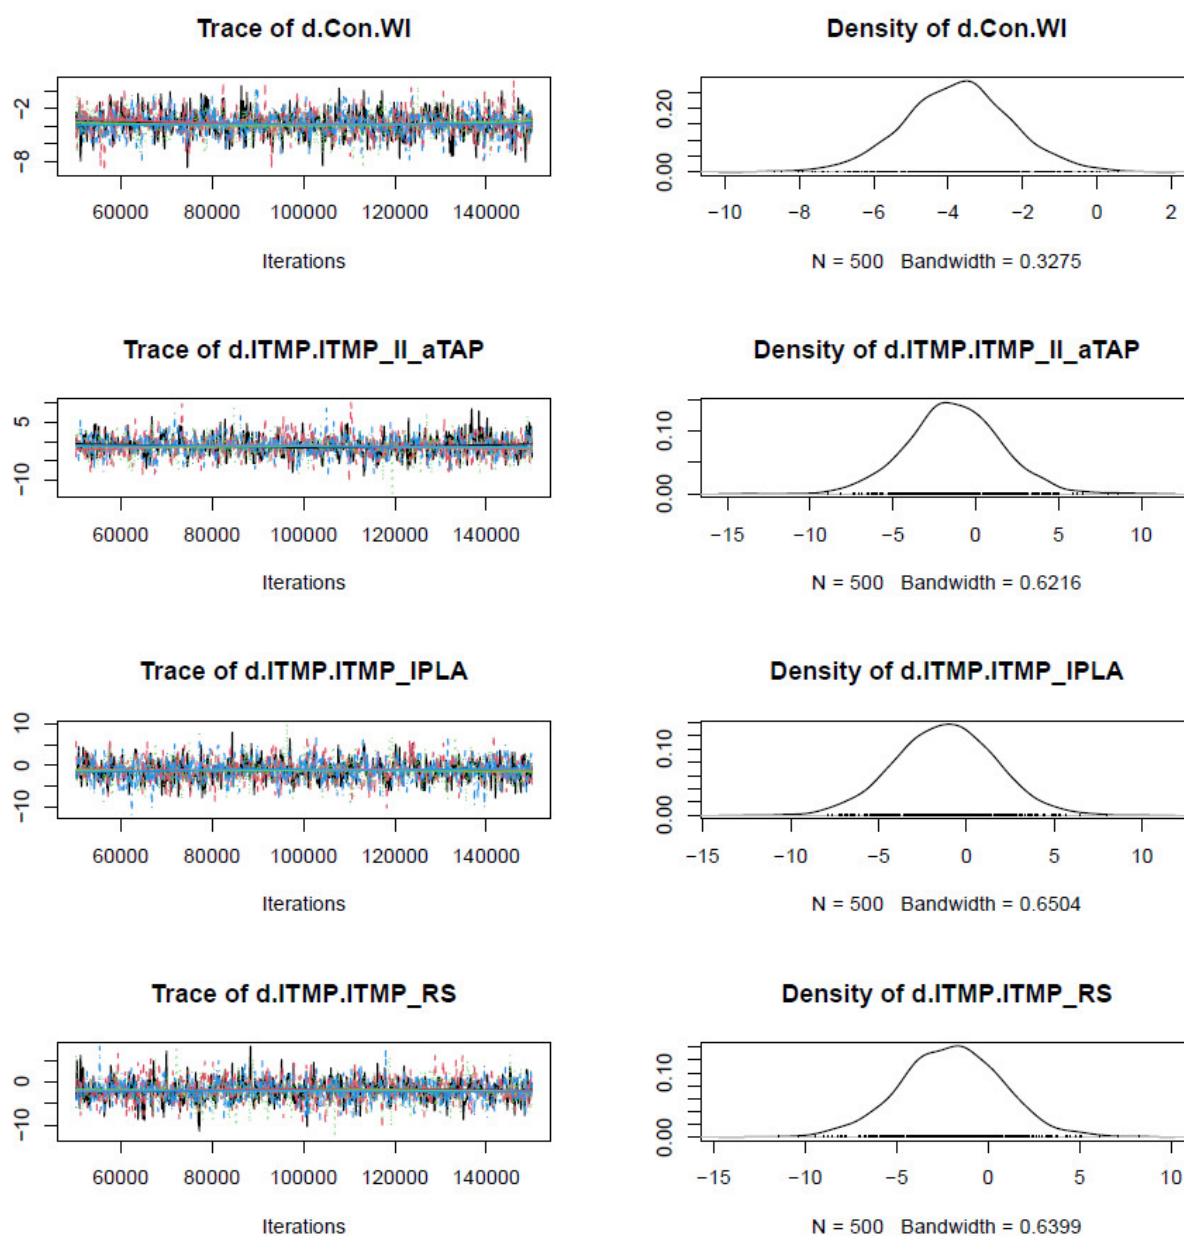 Trace of d.Con.WI
Density of d.Con.WI
−2
−8
60000 80000 100000 120000 140000
Iterations
0.20
0.00
−10 −8 −6 −4 −2 0 2
N = 500 Bandwidth = 0.3275
Trace of d.ITMP.ITMP_II_aTAP
Density of d.ITMP.ITMP_II_aTAP
5
−10
60000 80000 100000 120000 140000
Iterations
0.10
0.00
−15 −10 −5 0 5 10
N = 500 Bandwidth = 0.6216
Trace of d.ITMP.ITMP_IPLA
Density of d.ITMP.ITMP_IPLA
10
0
−10
60000 80000 100000 120000 140000
Iterations
0.10
0.00
−15 −10 −5 0 5 10
N = 500 Bandwidth = 0.6504
Trace of d.ITMP.ITMP_RS
Density of d.ITMP.ITMP_RS
0
−10
60000 80000 100000 120000 140000
Iterations
0.10
0.00
−15 −10 −5 0 5 10
N = 500 Bandwidth = 0.6399